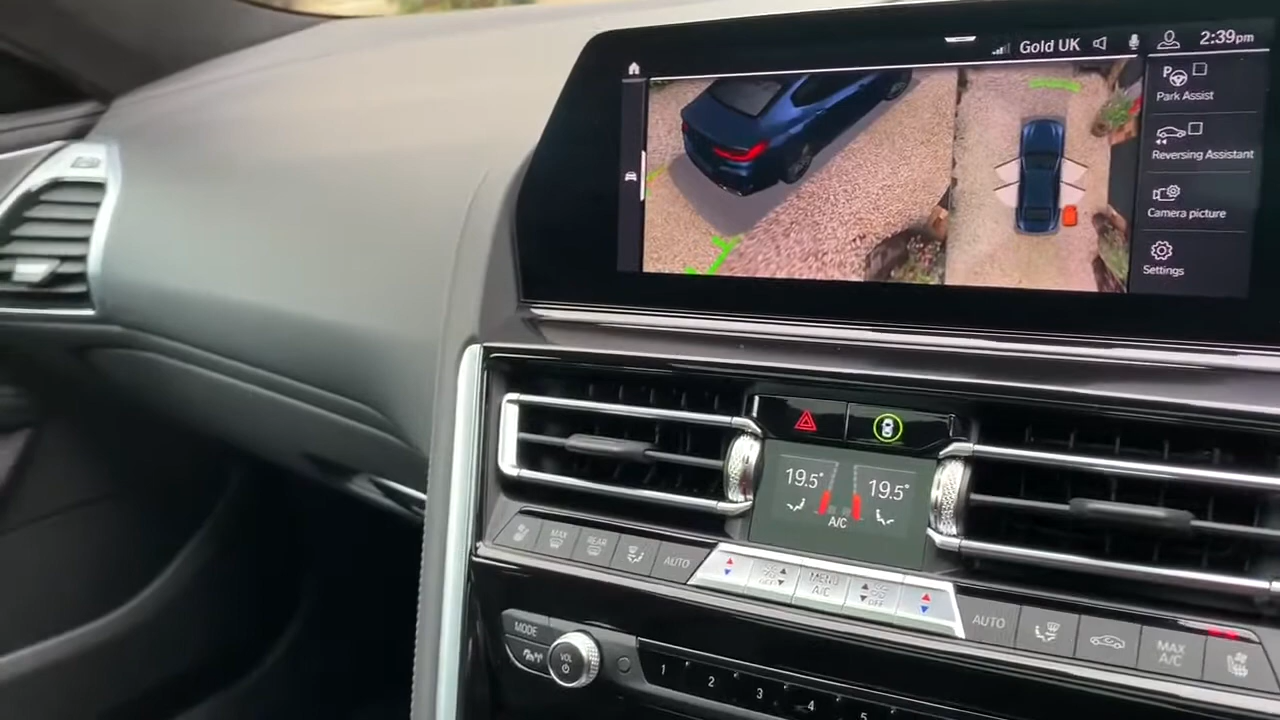 Gold UK 2:39pm
Park Assist
Reversing Assistant
Camera picture
Settings
19.5° 19.5°
A/C
MAX
REAR
AUTO
MENU
A/C
OFF
AUTO
MAX
A/C
MODE
VOL
1 2 3 4 5